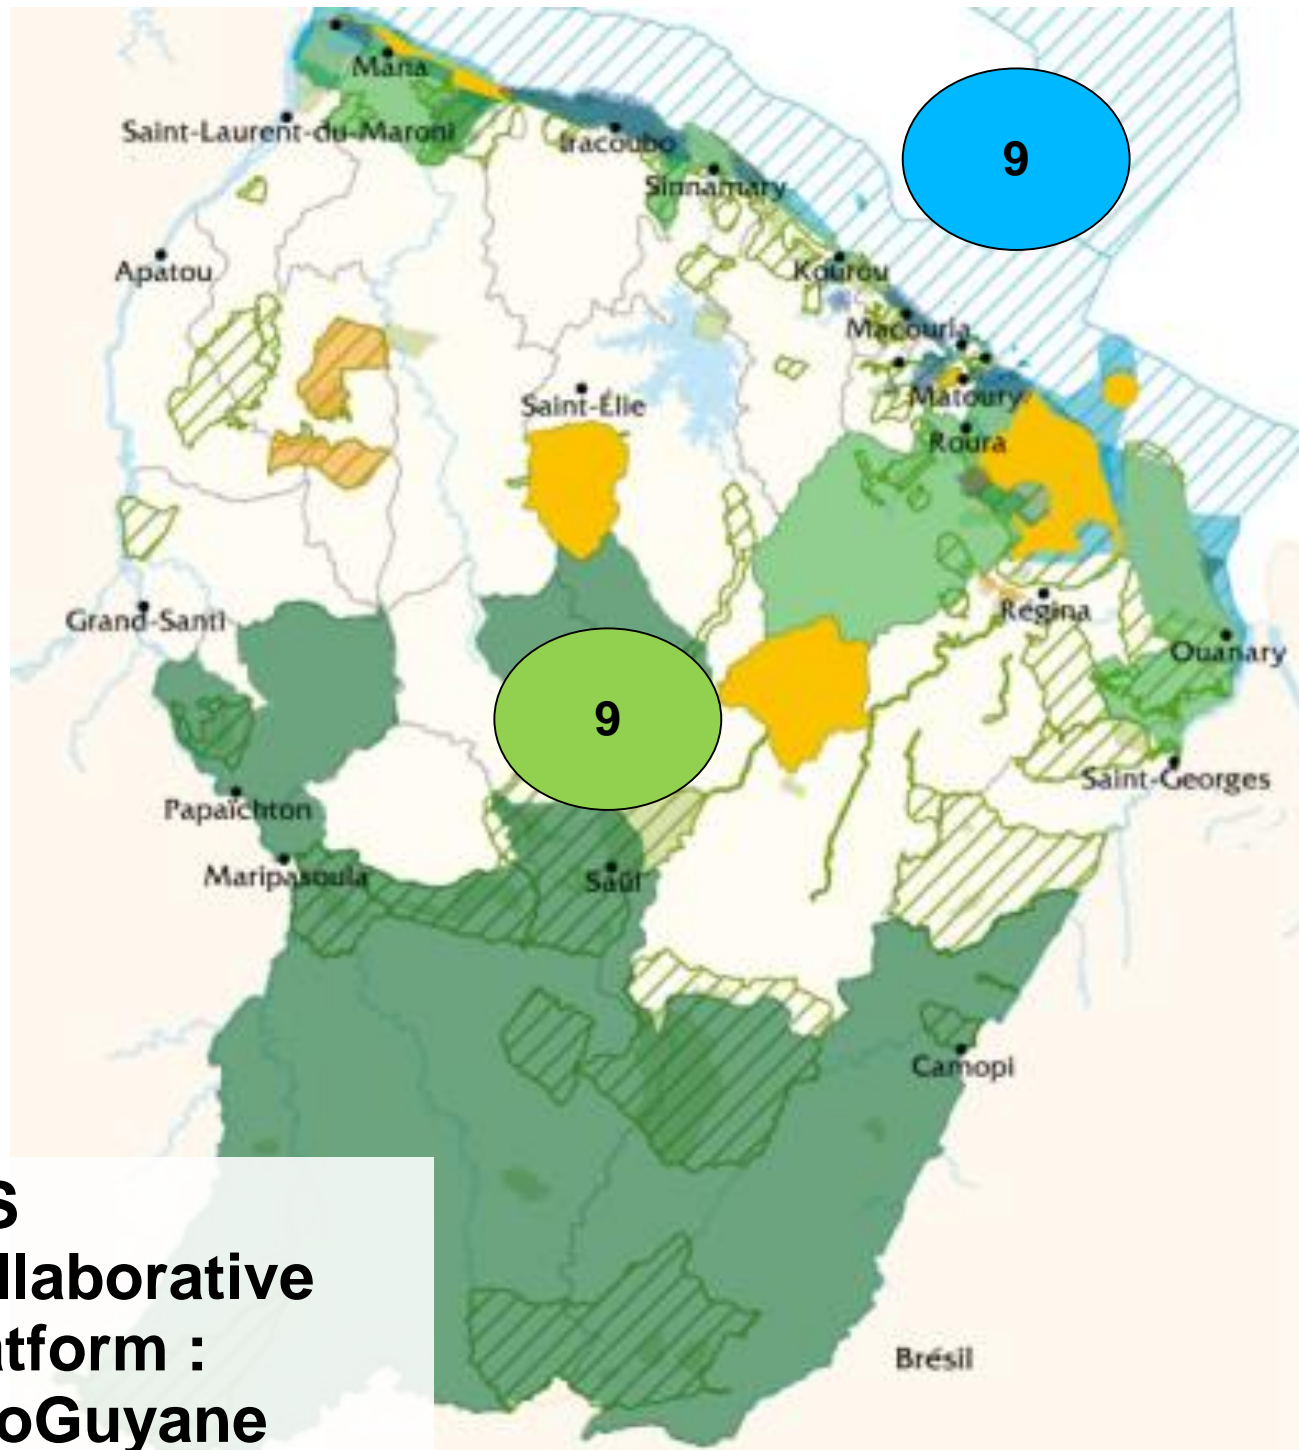 Mana
Saint-Laurent-du-Maroni
Iracoubo
9
Sinnamary
Apatou
Kourou
Macouria
Saint-Élie
Matoury
Roura
Grand-Santi
Régina
Ouanary
9
Saint-Georges
Papaïchton
Maripasoula
Saül
Camopi
S
llaborative
atform :
oGuyane
Brésil